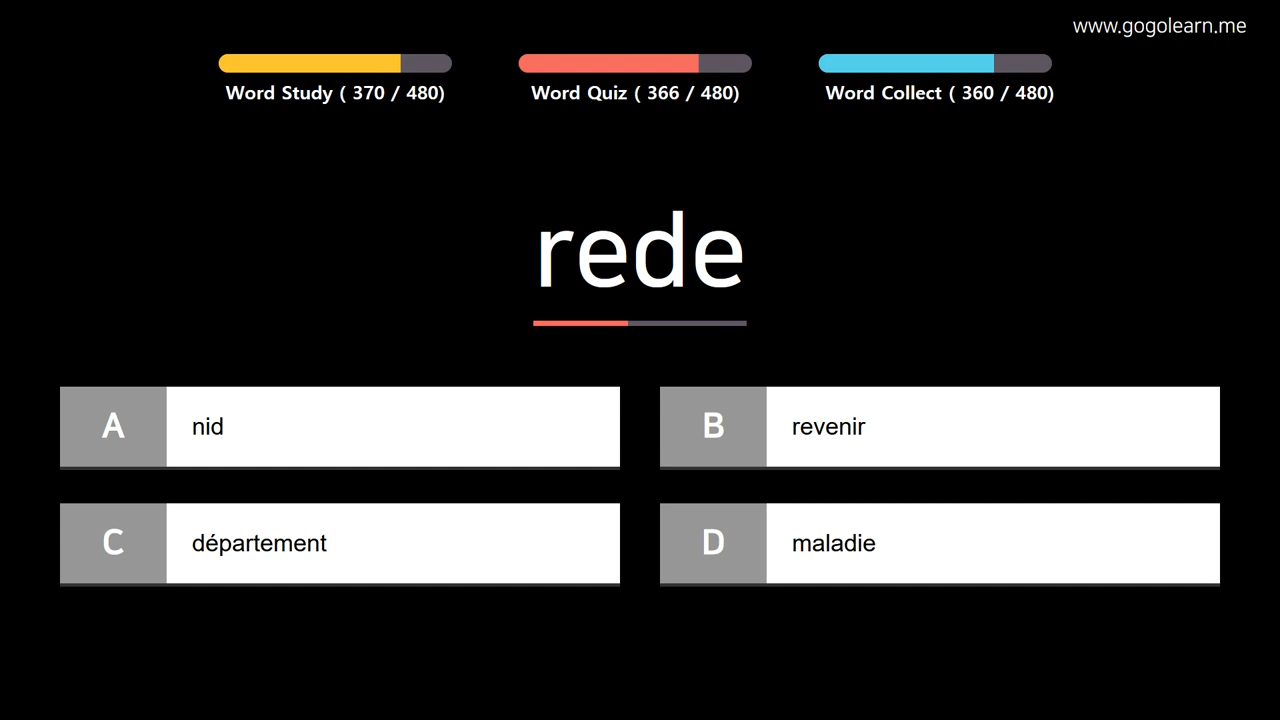 www.gogolearn.me
Word Study ( 370 / 480)
Word Quiz ( 366 / 480)
Word Collect ( 360 / 480)
rede
A nid
B revenir
C département
D maladie